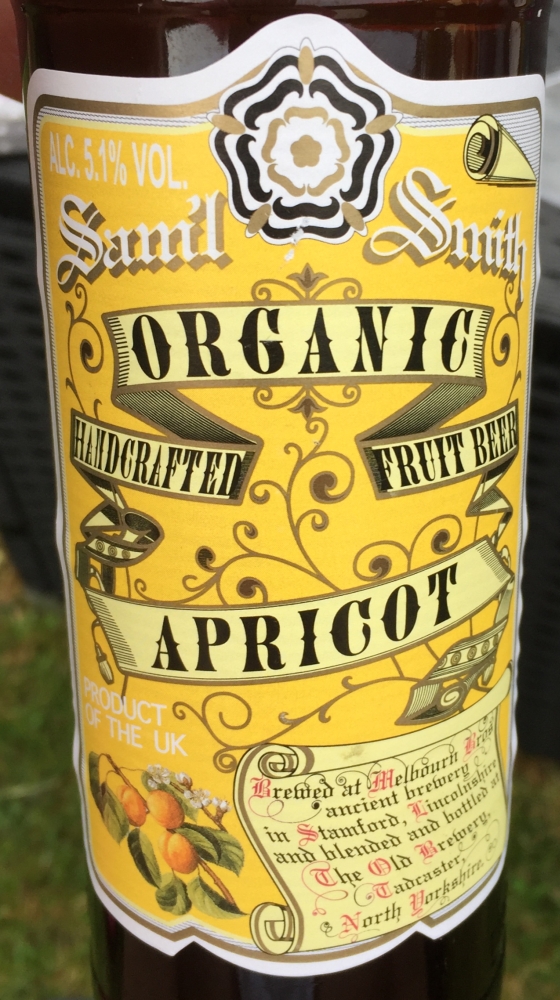 ALC. 5.1% VOL.
Sam'l Smith
ORGANIC
HANDCRAFTED FRUIT BEER
APRICOT
PRODUCT
OF THE UK
Brewed at Melbourn Bros'
ancient brewery
in Stamford, Lincolnshire
and blended and bottled at
The Old Brewery,
Tadcaster,
North Yorkshire.